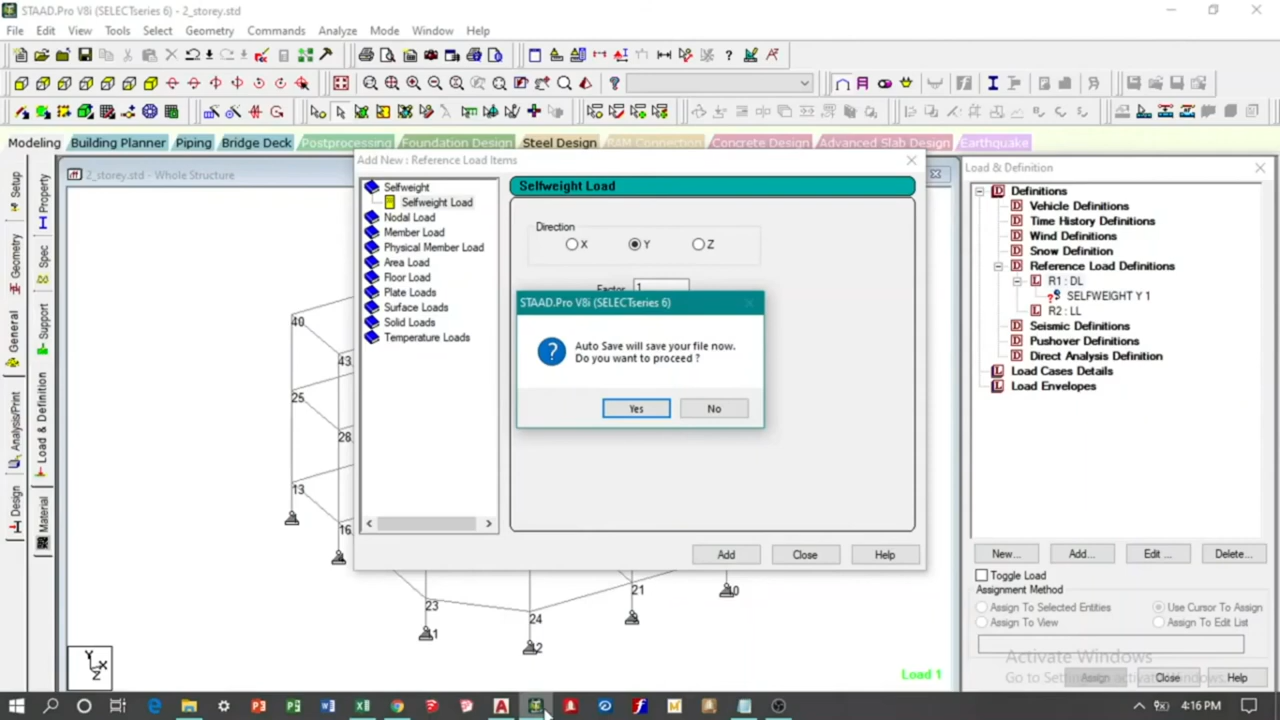 STAAD.Pro V8i (SELECTseries 6) - 2_storey.std
File Edit View Tools Select Geometry Commands Analyze Mode Window Help
Modeling Building Planner Piping Bridge Deck Postprocessing Foundation Design Steel Design RAM Connection Concrete Design Advanced Slab Design Earthquake
Setup
Geometry
General
Analysis/Print
Design
Property
Spec
Support
Load & Definition
Material
2_storey.std - Whole Structure
40
43
25
28
13
16
23
11
24
12
21
Load 1
Y
X
Z
Add New : Reference Load Items
Selfweight
Selfweight Load
Nodal Load
Member Load
Physical Member Load
Area Load
Floor Load
Plate Loads
Surface Loads
Solid Loads
Temperature Loads
Selfweight Load
Direction
X Y Z
Factor 1
Add Close Help
STAAD.Pro V8i (SELECTseries 6)
Auto Save will save your file now.
Do you want to proceed ?
Yes No
Load & Definition
Definitions
Vehicle Definitions
Time History Definitions
Wind Definitions
Snow Definition
Reference Load Definitions
R1 : DL
SELFWEIGHT Y 1
R2 : LL
Seismic Definitions
Pushover Definitions
Direct Analysis Definition
Load Cases Details
Load Envelopes
New... Add... Edit ... Delete...
Toggle Load
Assignment Method
Assign To Selected Entities Use Cursor To Assign
Assign To View Assign To Edit List
Activate Windows
Assign Close Help
4:16 PM